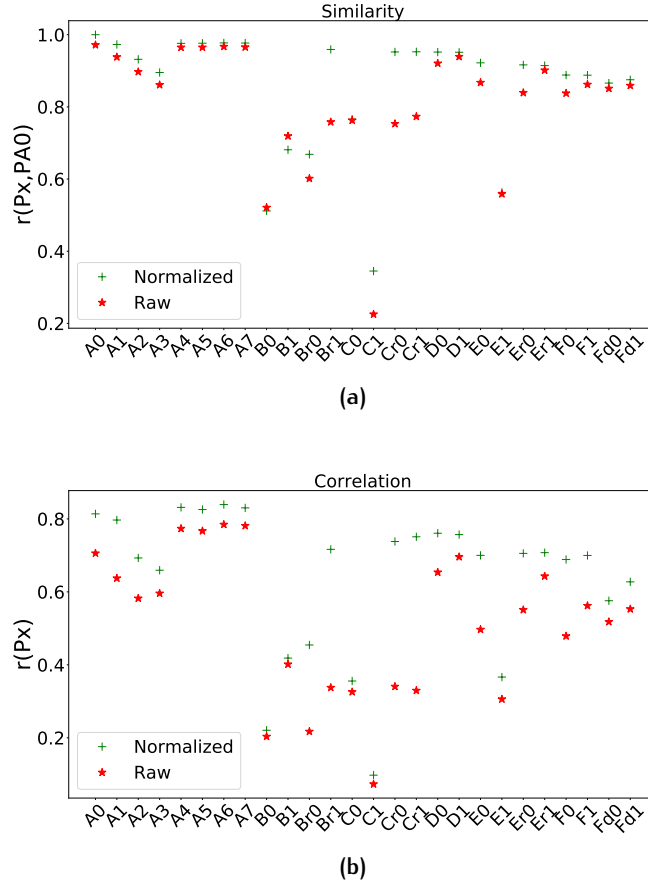 Similarity
r(Px,PA0)
1.0
0.8
0.6
0.4
0.2
Normalized
Raw
A0 A1 A2 A3 A4 A5 A6 A7 B0 B1 Br0 Br1 C0 C1 Cr0 Cr1 D0 D1 E0 E1 Er0 Er1 F0 F1 Fd0 Fd1
(a)
Correlation
r(Px)
0.8
0.6
0.4
0.2
Normalized
Raw
A0 A1 A2 A3 A4 A5 A6 A7 B0 B1 Br0 Br1 C0 C1 Cr0 Cr1 D0 D1 E0 E1 Er0 Er1 F0 F1 Fd0 Fd1
(b)